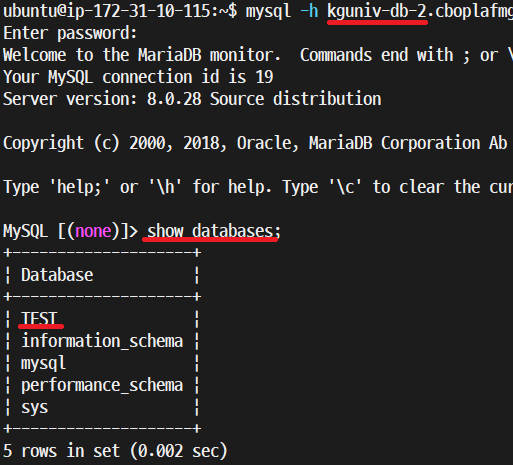 ubuntu@ip-172-31-10-115:~$ mysql -h kguniv-db-2.cboplafmg
Enter password:
Welcome to the MariaDB monitor.  Commands end with ; or \
Your MySQL connection id is 19
Server version: 8.0.28 Source distribution
Copyright (c) 2000, 2018, Oracle, MariaDB Corporation Ab
Type 'help;' or '\h' for help. Type '\c' to clear the cur
MySQL [(none)]> show databases;
+--------------------+
| Database           |
+--------------------+
| TEST               |
| information_schema |
| mysql              |
| performance_schema |
| sys                |
+--------------------+
5 rows in set (0.002 sec)